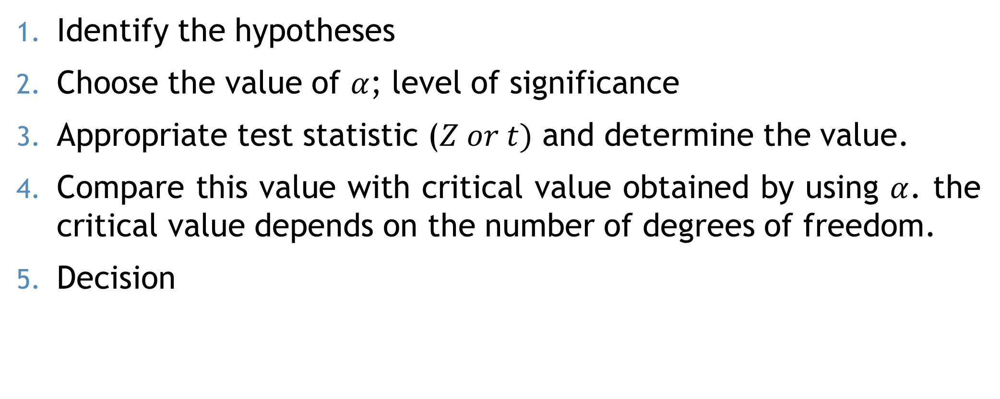 1. Identify the hypotheses
2. Choose the value of α; level of significance
3. Appropriate test statistic (Z or t) and determine the value.
4. Compare this value with critical value obtained by using α. the
critical value depends on the number of degrees of freedom.
5. Decision